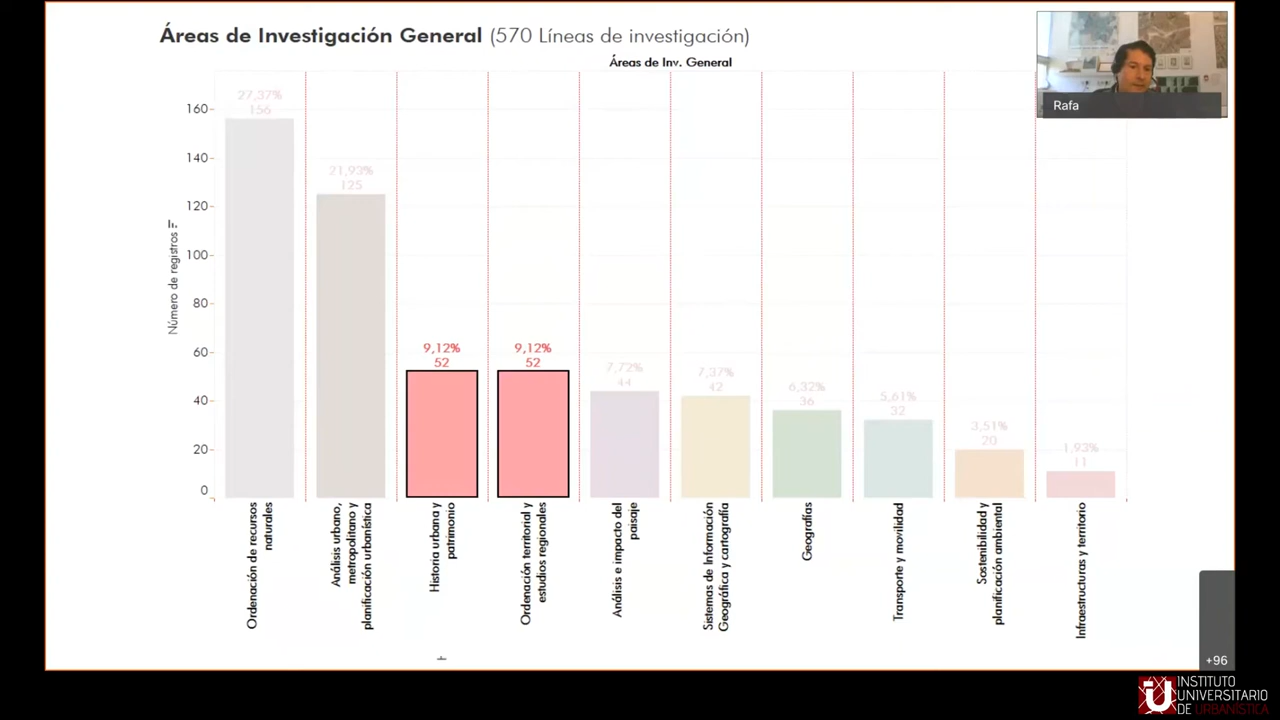 Áreas de Investigación General (570 Líneas de investigación)
Áreas de Inv. General
Rafa
Número de registros
160
140
120
100
80
60
40
20
0
27,37%
156
21,93%
125
9,12%
52
9,12%
52
7,72%
44
7,37%
42
6,32%
36
5,61%
32
3,51%
20
1,93%
11
Ordenación de recursos
naturales
Análisis urbano,
metropolitano y
planificación urbanística
Historia urbana y
patrimonio
Ordenación territorial y
estudios regionales
Análisis e impacto del
paisaje
Sistemas de Información
Geográfica y cartografía
Geografías
Transporte y movilidad
Sostenibilidad y
planificación ambiental
Infraestructuras y territorio
+96
INSTITUTO
UNIVERSITARIO
DE URBANÍSTICA